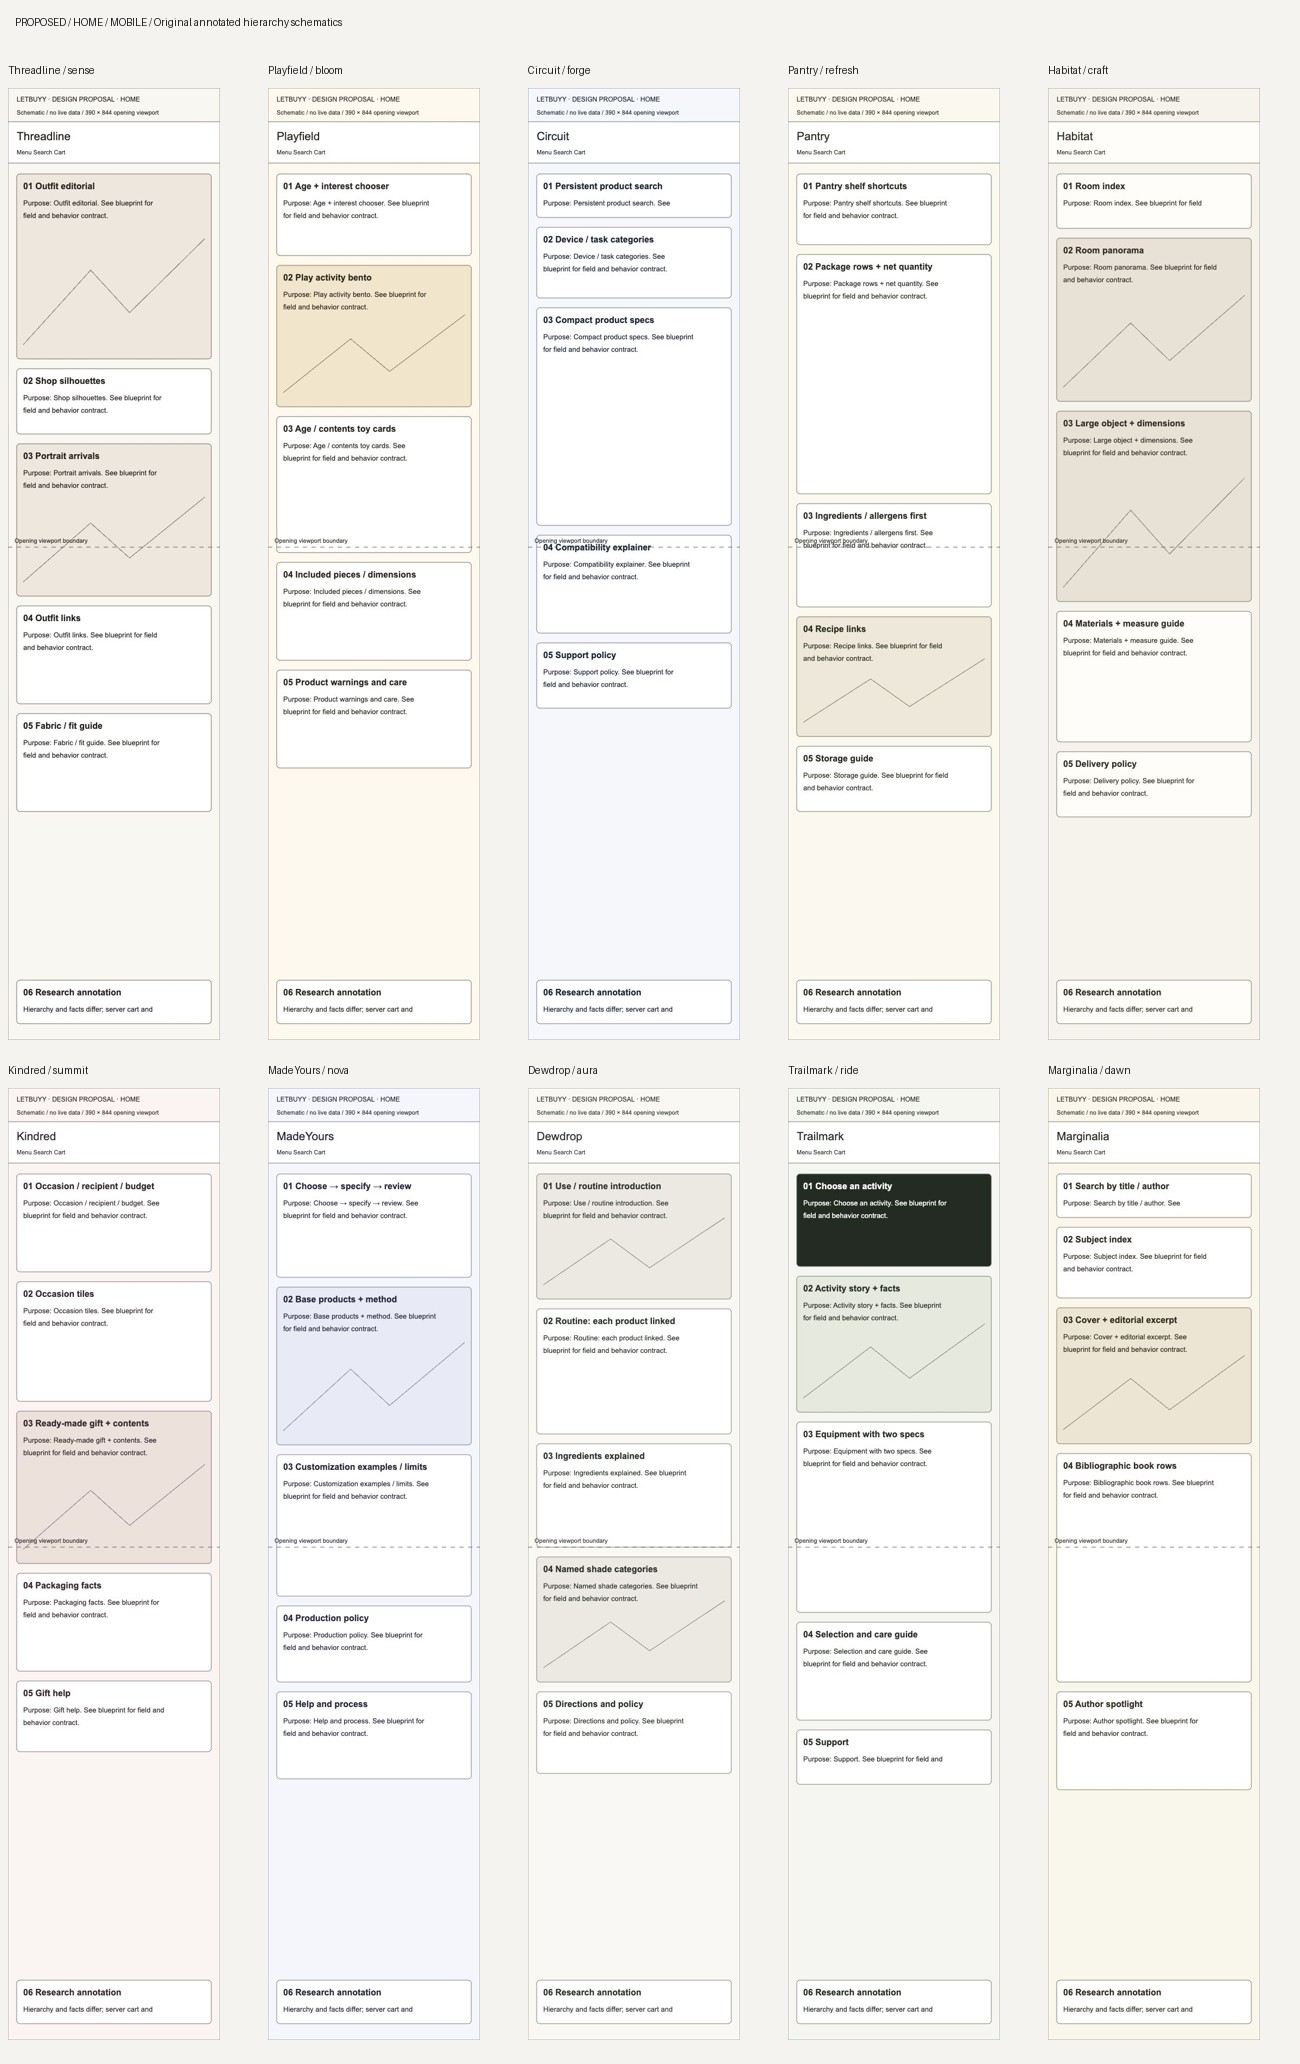 PROPOSED / HOME / MOBILE / Original annotated hierarchy schematics
Threadline / sense
LETBUYY · DESIGN PROPOSAL · HOME
Schematic / no live data / 390 × 844 opening viewport
Threadline
Menu Search Cart
01 Outfit editorial
Purpose: Outfit editorial. See blueprint for
field and behavior contract.
02 Shop silhouettes
Purpose: Shop silhouettes. See blueprint for
field and behavior contract.
03 Portrait arrivals
Purpose: Portrait arrivals. See blueprint for
field and behavior contract.
Opening viewport boundary
04 Outfit links
Purpose: Outfit links. See blueprint for field
and behavior contract.
05 Fabric / fit guide
Purpose: Fabric / fit guide. See blueprint for
field and behavior contract.
06 Research annotation
Hierarchy and facts differ; server cart and
Playfield / bloom
LETBUYY · DESIGN PROPOSAL · HOME
Schematic / no live data / 390 × 844 opening viewport
Playfield
Menu Search Cart
01 Age + interest chooser
Purpose: Age + interest chooser. See blueprint
for field and behavior contract.
02 Play activity bento
Purpose: Play activity bento. See blueprint for
field and behavior contract.
03 Age / contents toy cards
Purpose: Age / contents toy cards. See
blueprint for field and behavior contract.
Opening viewport boundary
04 Included pieces / dimensions
Purpose: Included pieces / dimensions. See
blueprint for field and behavior contract.
05 Product warnings and care
Purpose: Product warnings and care. See
blueprint for field and behavior contract.
06 Research annotation
Hierarchy and facts differ; server cart and
Circuit / forge
LETBUYY · DESIGN PROPOSAL · HOME
Schematic / no live data / 390 × 844 opening viewport
Circuit
Menu Search Cart
01 Persistent product search
Purpose: Persistent product search. See
02 Device / task categories
Purpose: Device / task categories. See
blueprint for field and behavior contract.
03 Compact product specs
Purpose: Compact product specs. See blueprint
for field and behavior contract.
Opening viewport boundary
04 Compatibility explainer
Purpose: Compatibility explainer. See blueprint
for field and behavior contract.
05 Support policy
Purpose: Support policy. See blueprint for
field and behavior contract.
06 Research annotation
Hierarchy and facts differ; server cart and
Pantry / refresh
LETBUYY · DESIGN PROPOSAL · HOME
Schematic / no live data / 390 × 844 opening viewport
Pantry
Menu Search Cart
01 Pantry shelf shortcuts
Purpose: Pantry shelf shortcuts. See blueprint
for field and behavior contract.
02 Package rows + net quantity
Purpose: Package rows + net quantity. See
blueprint for field and behavior contract.
03 Ingredients / allergens first
Purpose: Ingredients / allergens first. See
Opening viewport boundary
blueprint for field and behavior contract.
04 Recipe links
Purpose: Recipe links. See blueprint for field
and behavior contract.
05 Storage guide
Purpose: Storage guide. See blueprint for field
and behavior contract.
06 Research annotation
Hierarchy and facts differ; server cart and
Habitat / craft
LETBUYY · DESIGN PROPOSAL · HOME
Schematic / no live data / 390 × 844 opening viewport
Habitat
Menu Search Cart
01 Room index
Purpose: Room index. See blueprint for field
02 Room panorama
Purpose: Room panorama. See blueprint for field
and behavior contract.
03 Large object + dimensions
Purpose: Large object + dimensions. See
blueprint for field and behavior contract.
Opening viewport boundary
04 Materials + measure guide
Purpose: Materials + measure guide. See
blueprint for field and behavior contract.
05 Delivery policy
Purpose: Delivery policy. See blueprint for
field and behavior contract.
06 Research annotation
Hierarchy and facts differ; server cart and
Kindred / summit
LETBUYY · DESIGN PROPOSAL · HOME
Schematic / no live data / 390 × 844 opening viewport
Kindred
Menu Search Cart
01 Occasion / recipient / budget
Purpose: Occasion / recipient / budget. See
blueprint for field and behavior contract.
02 Occasion tiles
Purpose: Occasion tiles. See blueprint for
field and behavior contract.
03 Ready-made gift + contents
Purpose: Ready-made gift + contents. See
blueprint for field and behavior contract.
Opening viewport boundary
04 Packaging facts
Purpose: Packaging facts. See blueprint for
field and behavior contract.
05 Gift help
Purpose: Gift help. See blueprint for field and
behavior contract.
06 Research annotation
Hierarchy and facts differ; server cart and
MadeYours / nova
LETBUYY · DESIGN PROPOSAL · HOME
Schematic / no live data / 390 × 844 opening viewport
MadeYours
Menu Search Cart
01 Choose → specify → review
Purpose: Choose → specify → review. See
blueprint for field and behavior contract.
02 Base products + method
Purpose: Base products + method. See blueprint
for field and behavior contract.
03 Customization examples / limits
Purpose: Customization examples / limits. See
blueprint for field and behavior contract.
Opening viewport boundary
04 Production policy
Purpose: Production policy. See blueprint for
field and behavior contract.
05 Help and process
Purpose: Help and process. See blueprint for
field and behavior contract.
06 Research annotation
Hierarchy and facts differ; server cart and
Dewdrop / aura
LETBUYY · DESIGN PROPOSAL · HOME
Schematic / no live data / 390 × 844 opening viewport
Dewdrop
Menu Search Cart
01 Use / routine introduction
Purpose: Use / routine introduction. See
blueprint for field and behavior contract.
02 Routine: each product linked
Purpose: Routine: each product linked. See
blueprint for field and behavior contract.
03 Ingredients explained
Purpose: Ingredients explained. See blueprint
for field and behavior contract.
Opening viewport boundary
04 Named shade categories
Purpose: Named shade categories. See blueprint
for field and behavior contract.
05 Directions and policy
Purpose: Directions and policy. See blueprint
for field and behavior contract.
06 Research annotation
Hierarchy and facts differ; server cart and
Trailmark / ride
LETBUYY · DESIGN PROPOSAL · HOME
Schematic / no live data / 390 × 844 opening viewport
Trailmark
Menu Search Cart
01 Choose an activity
Purpose: Choose an activity. See blueprint for
field and behavior contract.
02 Activity story + facts
Purpose: Activity story + facts. See blueprint
for field and behavior contract.
03 Equipment with two specs
Purpose: Equipment with two specs. See
blueprint for field and behavior contract.
Opening viewport boundary
04 Selection and care guide
Purpose: Selection and care guide. See
blueprint for field and behavior contract.
05 Support
Purpose: Support. See blueprint for field and
06 Research annotation
Hierarchy and facts differ; server cart and
Marginalia / dawn
LETBUYY · DESIGN PROPOSAL · HOME
Schematic / no live data / 390 × 844 opening viewport
Marginalia
Menu Search Cart
01 Search by title / author
Purpose: Search by title / author. See
02 Subject index
Purpose: Subject index. See blueprint for field
and behavior contract.
03 Cover + editorial excerpt
Purpose: Cover + editorial excerpt. See
blueprint for field and behavior contract.
04 Bibliographic book rows
Purpose: Bibliographic book rows. See blueprint
for field and behavior contract.
Opening viewport boundary
05 Author spotlight
Purpose: Author spotlight. See blueprint for
field and behavior contract.
06 Research annotation
Hierarchy and facts differ; server cart and